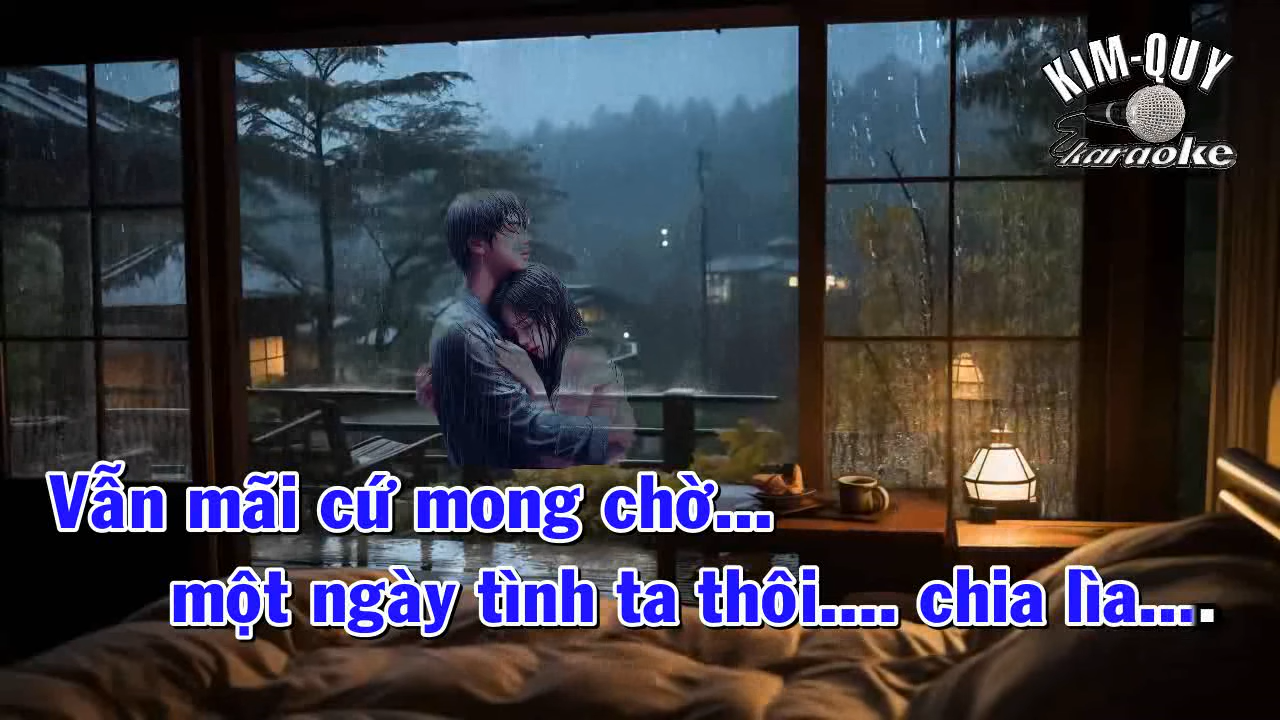 KIM-QUY
karaoke
Vẫn mãi cứ mong chờ...
một ngày tình ta thôi.... chia lìa....